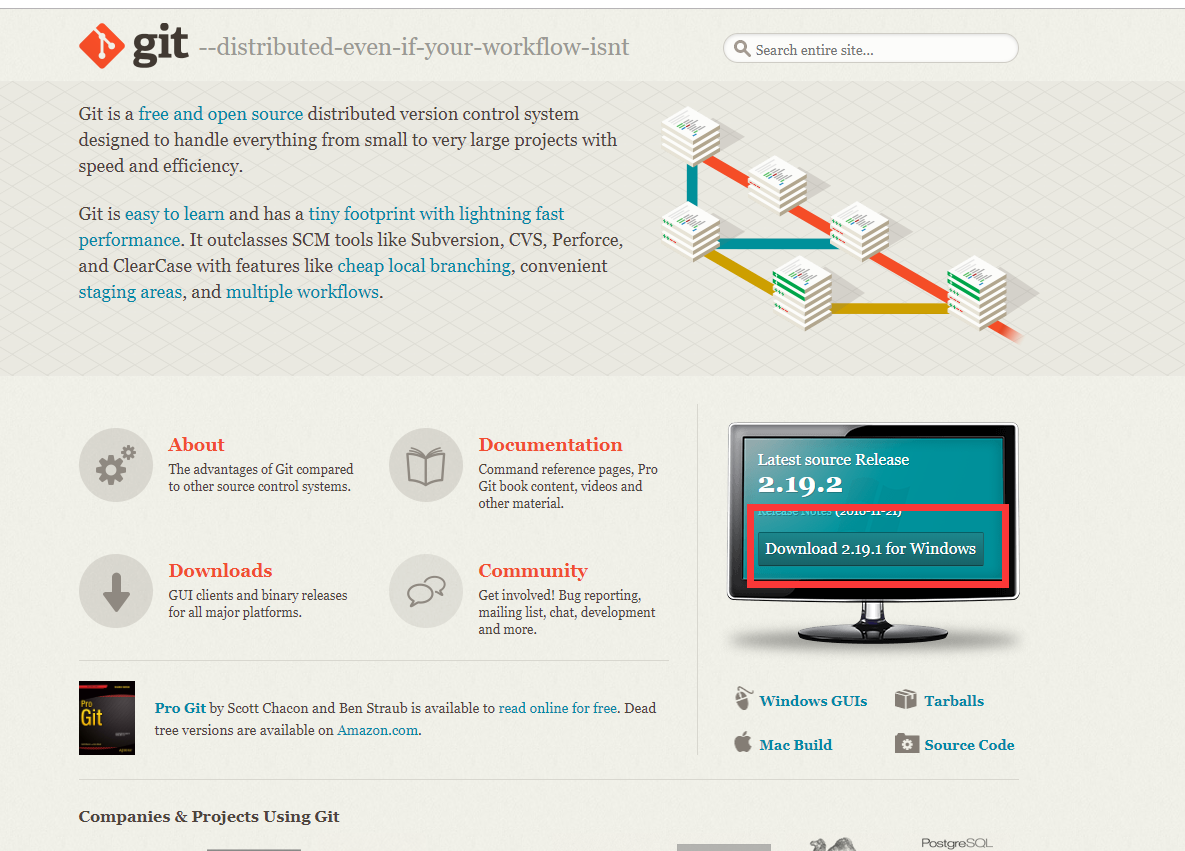 git --distributed-even-if-your-workflow-isnt
Search entire site...
Git is a free and open source distributed version control system
designed to handle everything from small to very large projects with
speed and efficiency.
Git is easy to learn and has a tiny footprint with lightning fast
performance. It outclasses SCM tools like Subversion, CVS, Perforce,
and ClearCase with features like cheap local branching, convenient
staging areas, and multiple workflows.
About
The advantages of Git compared
to other source control systems.
Documentation
Command reference pages, Pro
Git book content, videos and
other material.
Downloads
GUI clients and binary releases
for all major platforms.
Community
Get involved! Bug reporting,
mailing list, chat, development
and more.
Latest source Release
2.19.2
Release Notes (2018-11-21)
Download 2.19.1 for Windows
Windows GUIs
Tarballs
Mac Build
Source Code
Pro
Git
Pro Git by Scott Chacon and Ben Straub is available to read online for free. Dead
tree versions are available on Amazon.com.
Companies & Projects Using Git
PostgreSQL